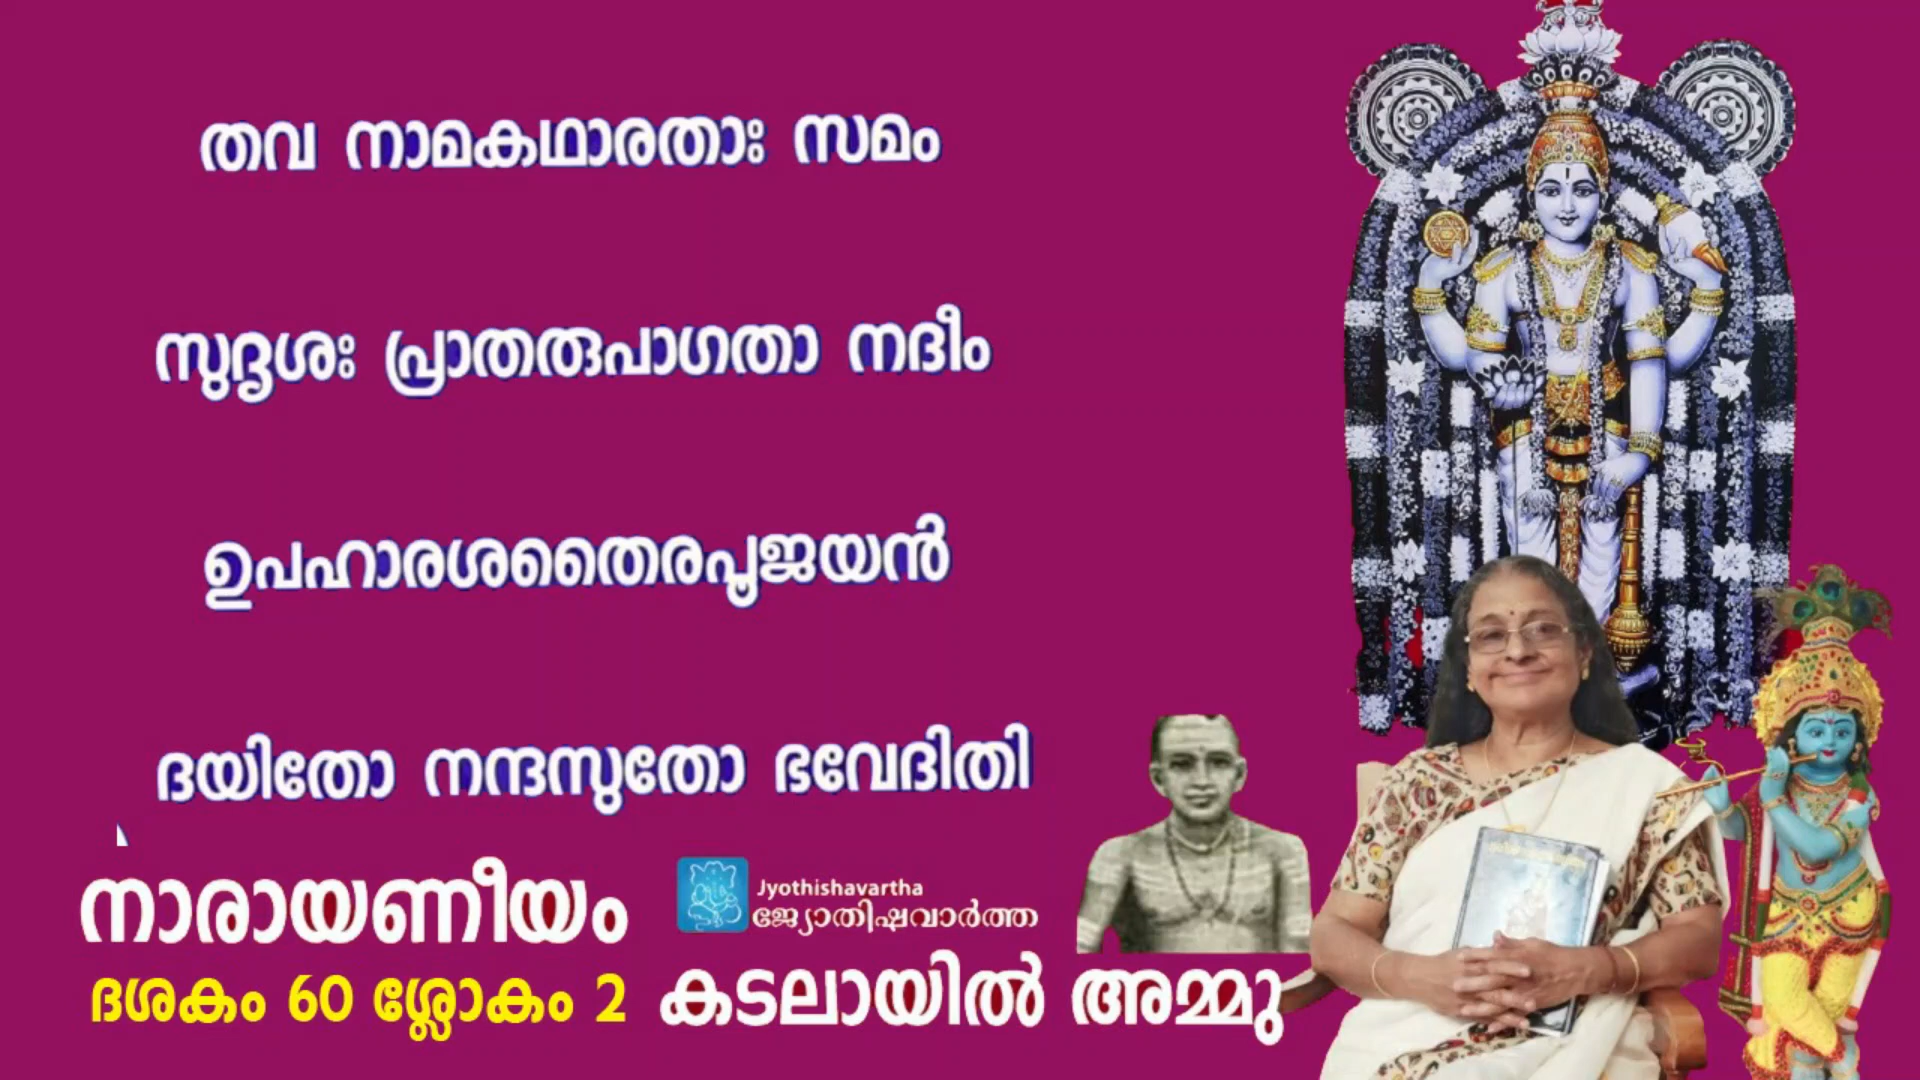 തവ നാമകഥാരതാഃ സമം
സുദൃശഃ പ്രാതരുപാഗതാ നദീം
ഉപഹാരശതൈരപൂജയൻ
ദയിതോ നന്ദസുതോ ഭവേദിതി
നാരായണീയം
Jyothishavartha
ജ്യോതിഷവാർത്ത
ദശകം 60 ശ്ലോകം 2
കടലായിൽ അമ്മു